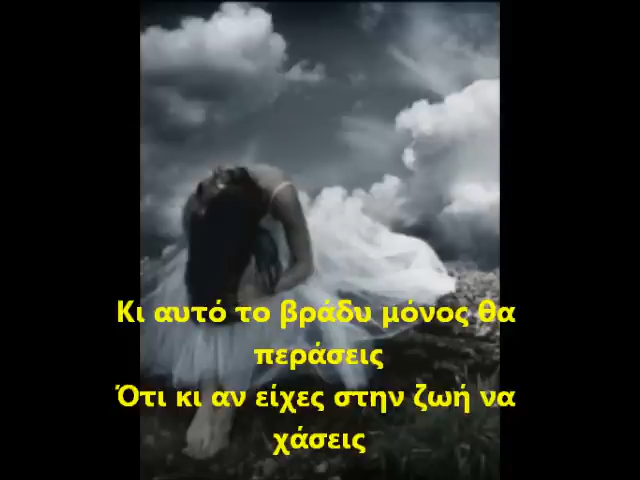 Κι αυτό το βράδυ μόνος θα
περάσεις
Ότι κι αν είχες στην ζωή να
χάσεις